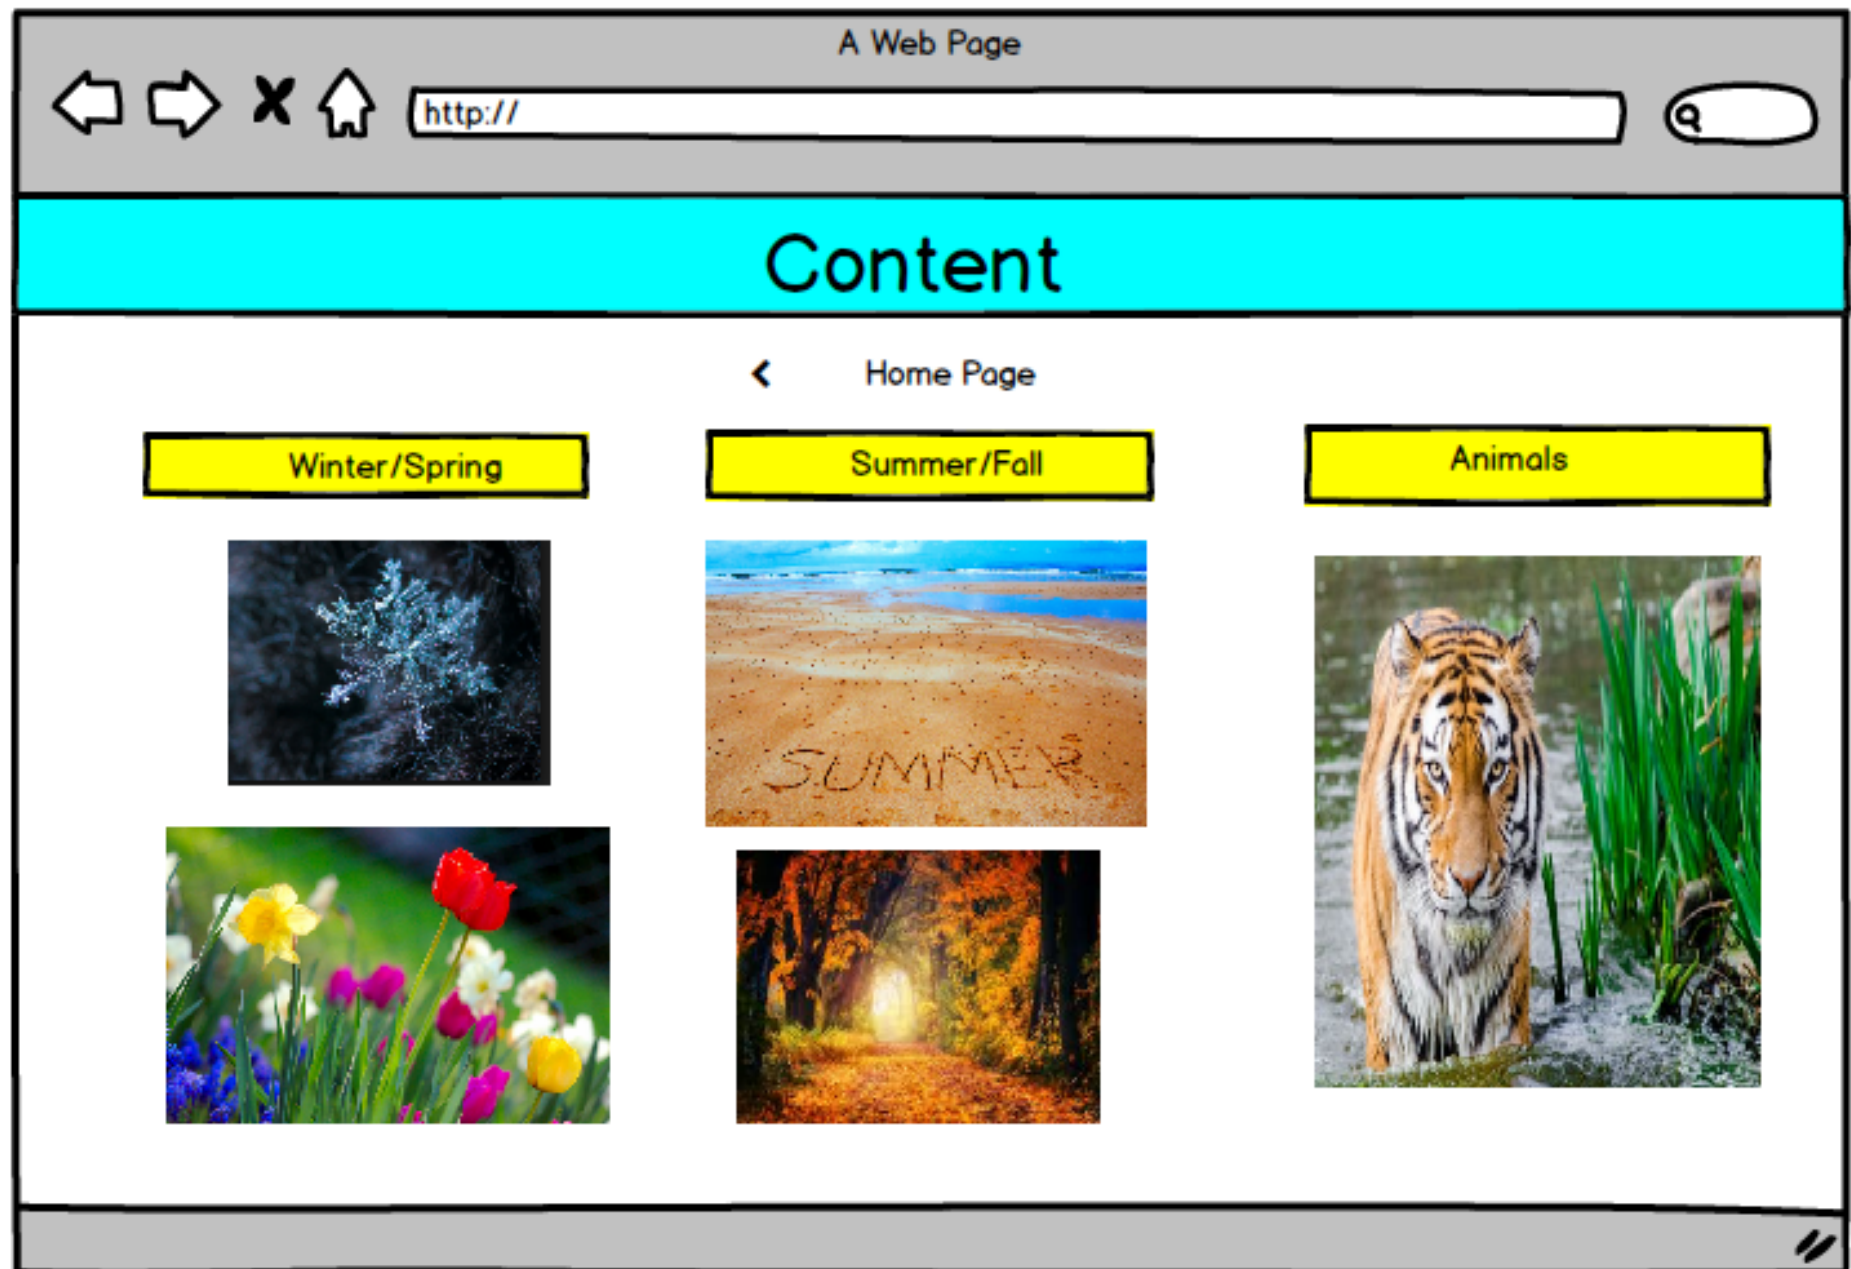 A Web Page
http://
Content
Home Page
Winter/Spring
Summer/Fall
Animals
SUMMER